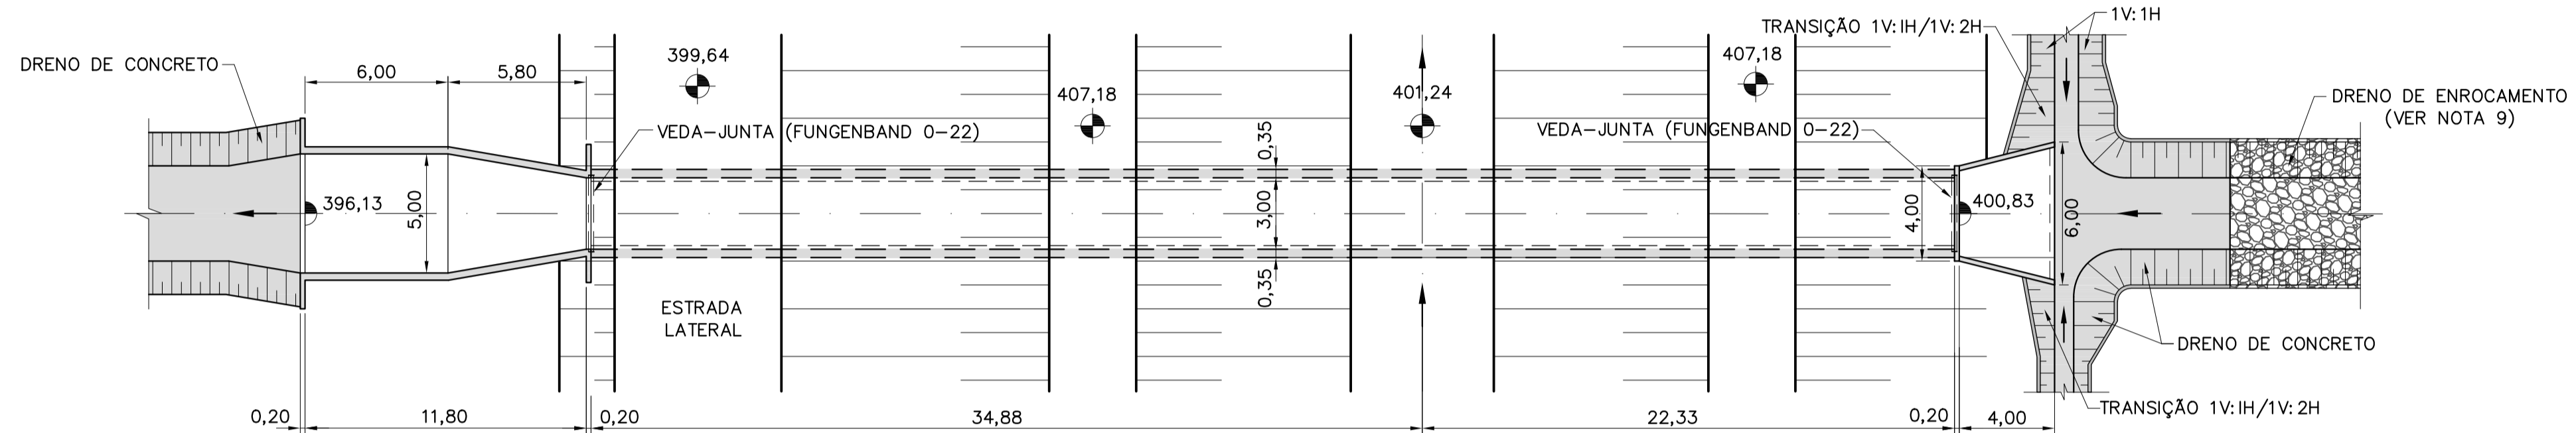 TRANSIÇÃO 1V:IH/1V:2H
1V:1H
DRENO DE CONCRETO
6,00
5,80
399,64
407,18
407,18
401,24
DRENO DE ENROCAMENTO
(VER NOTA 9)
VEDA-JUNTA (FUNGENBAND 0-22)
VEDA-JUNTA (FUNGENBAND 0-22)
0,35
396,13
5,00
3,00
4,00
400,83
6,00
0,35
ESTRADA
LATERAL
DRENO DE CONCRETO
TRANSIÇÃO 1V:IH/1V:2H
0,20
11,80
0,20
34,88
22,33
0,20
4,00